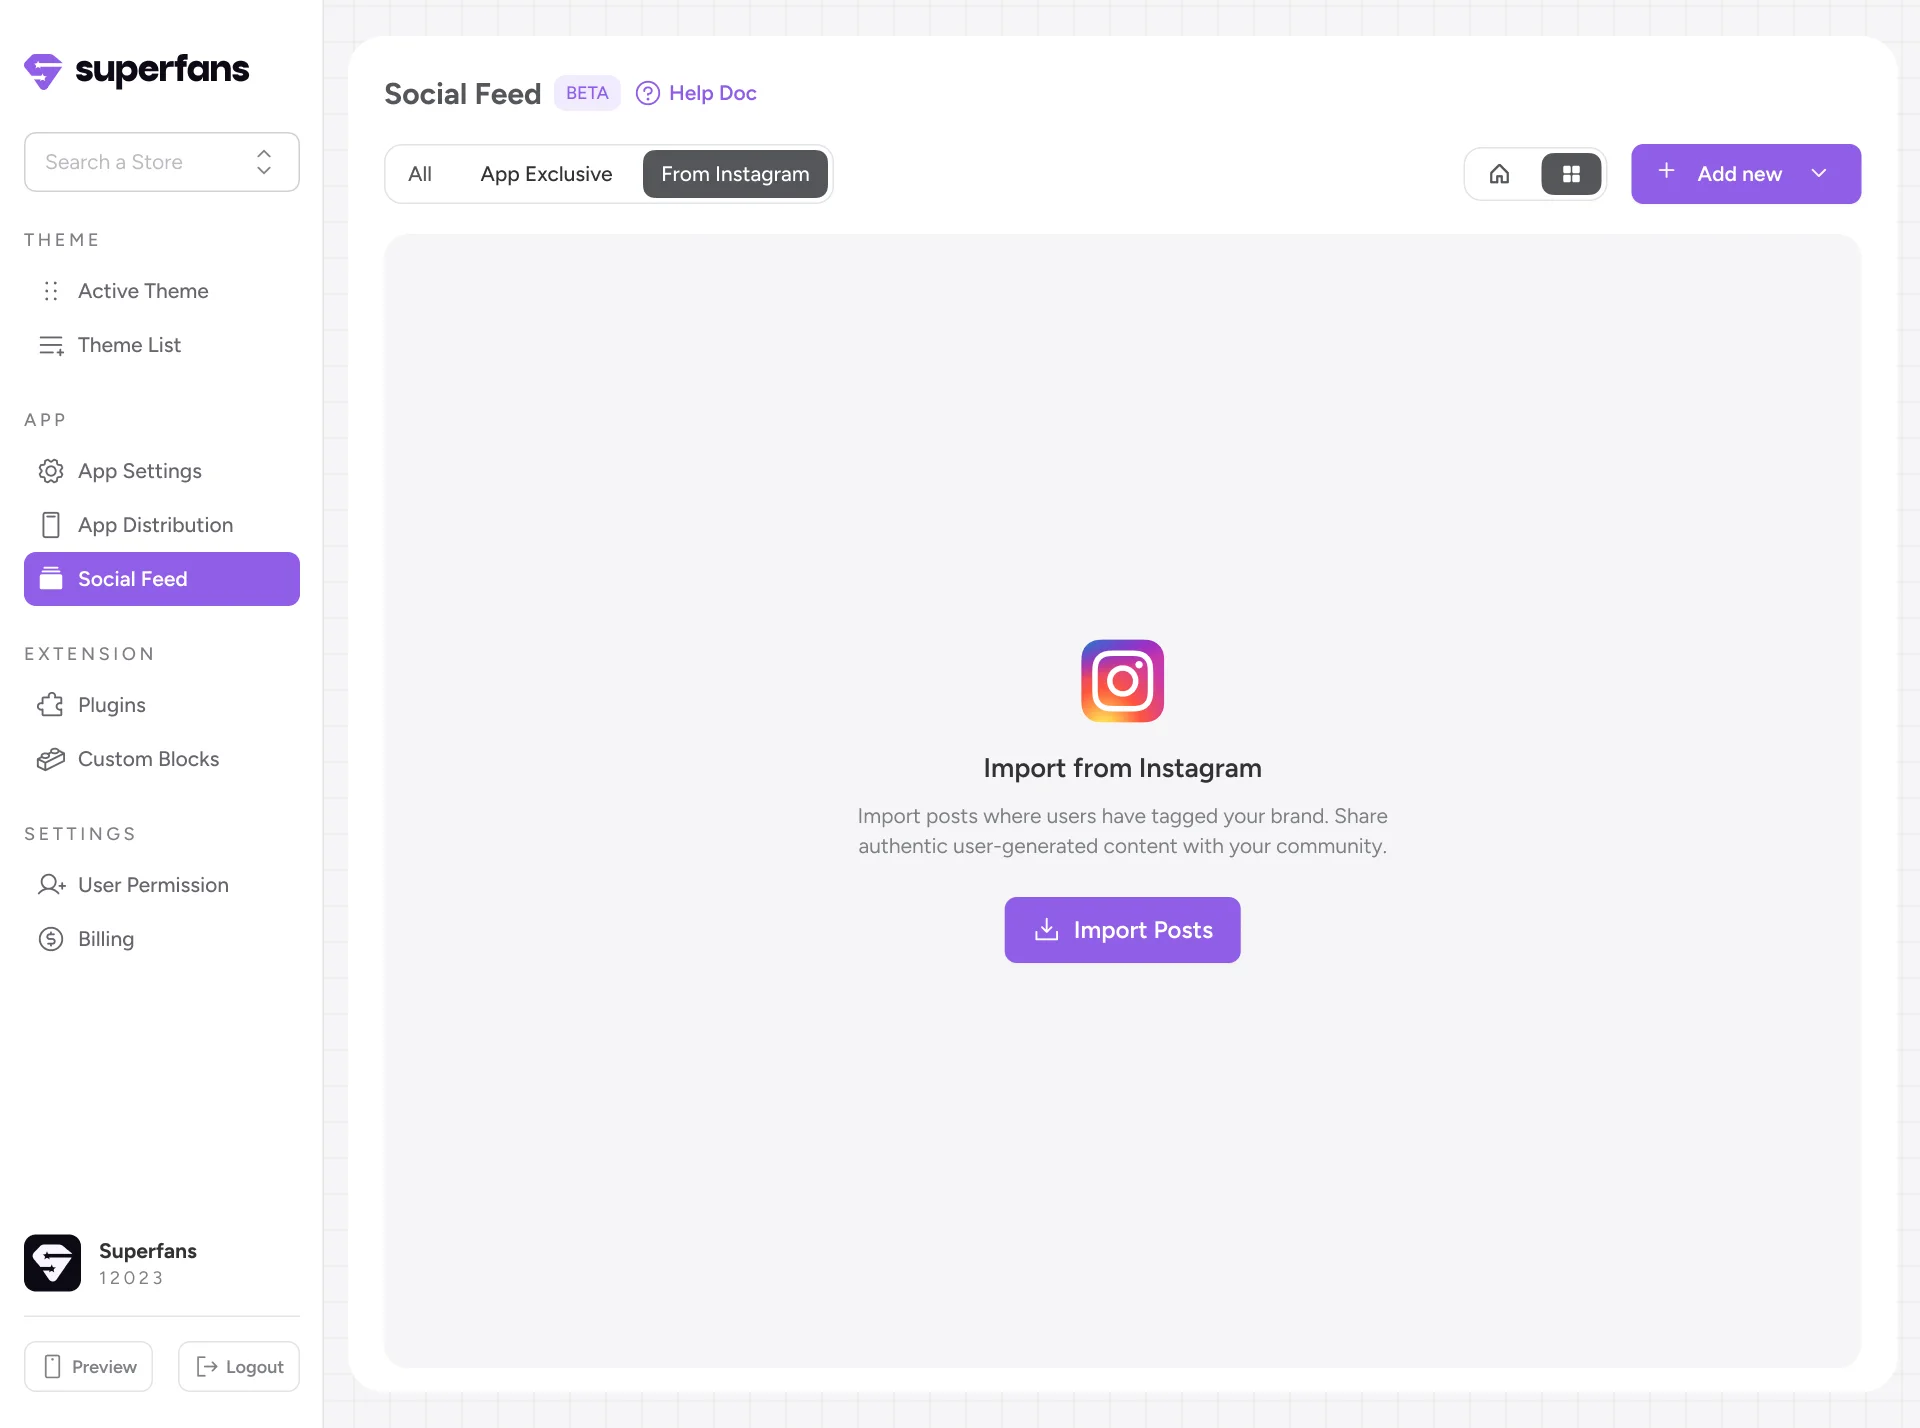 superfans
Search a Store
THEME
Active Theme
Theme List
APP
App Settings
App Distribution
Social Feed
EXTENSION
Plugins
Custom Blocks
SETTINGS
User Permission
Billing
Superfans
12023
Preview
Logout
Social Feed BETA Help Doc
All App Exclusive From Instagram
Add new
Import from Instagram
Import posts where users have tagged your brand. Share
authentic user-generated content with your community.
Import Posts